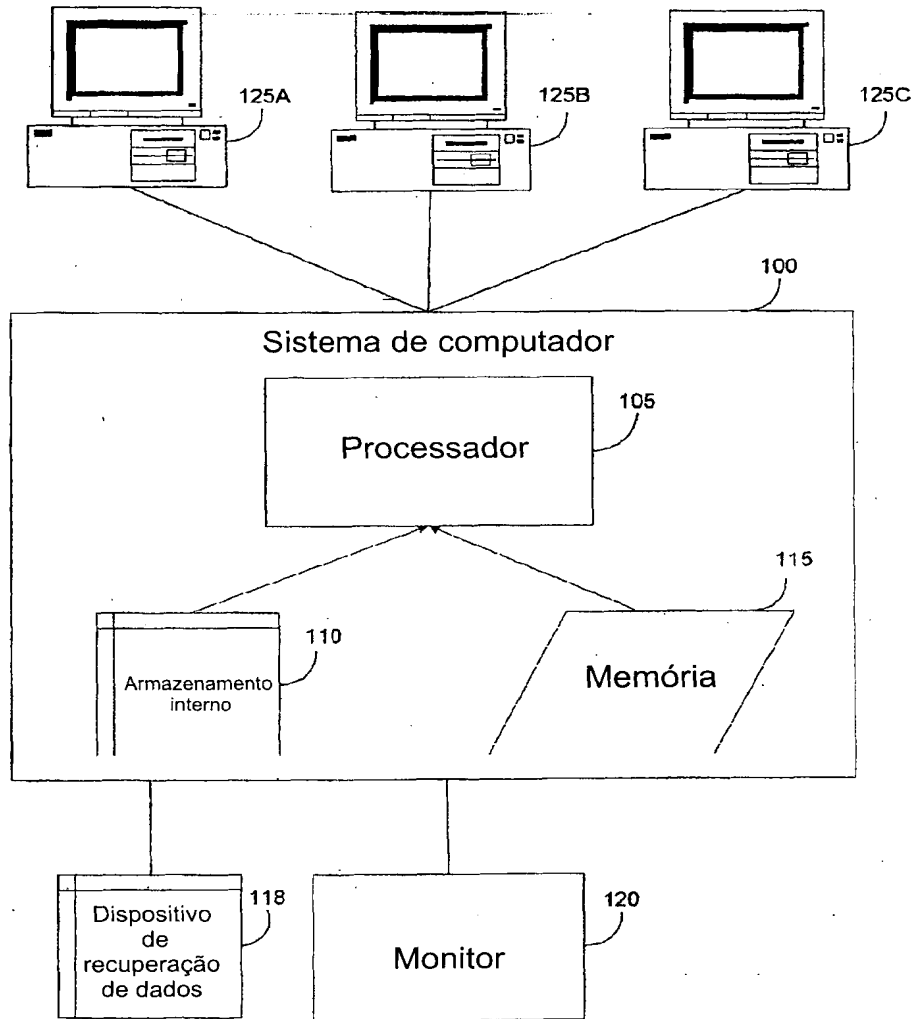 125A
125B
125C
100
Sistema de computador
105
Processador
115
110
Armazenamento
interno
Memória
118
Dispositivo
de
recuperação
de dados
120
Monitor